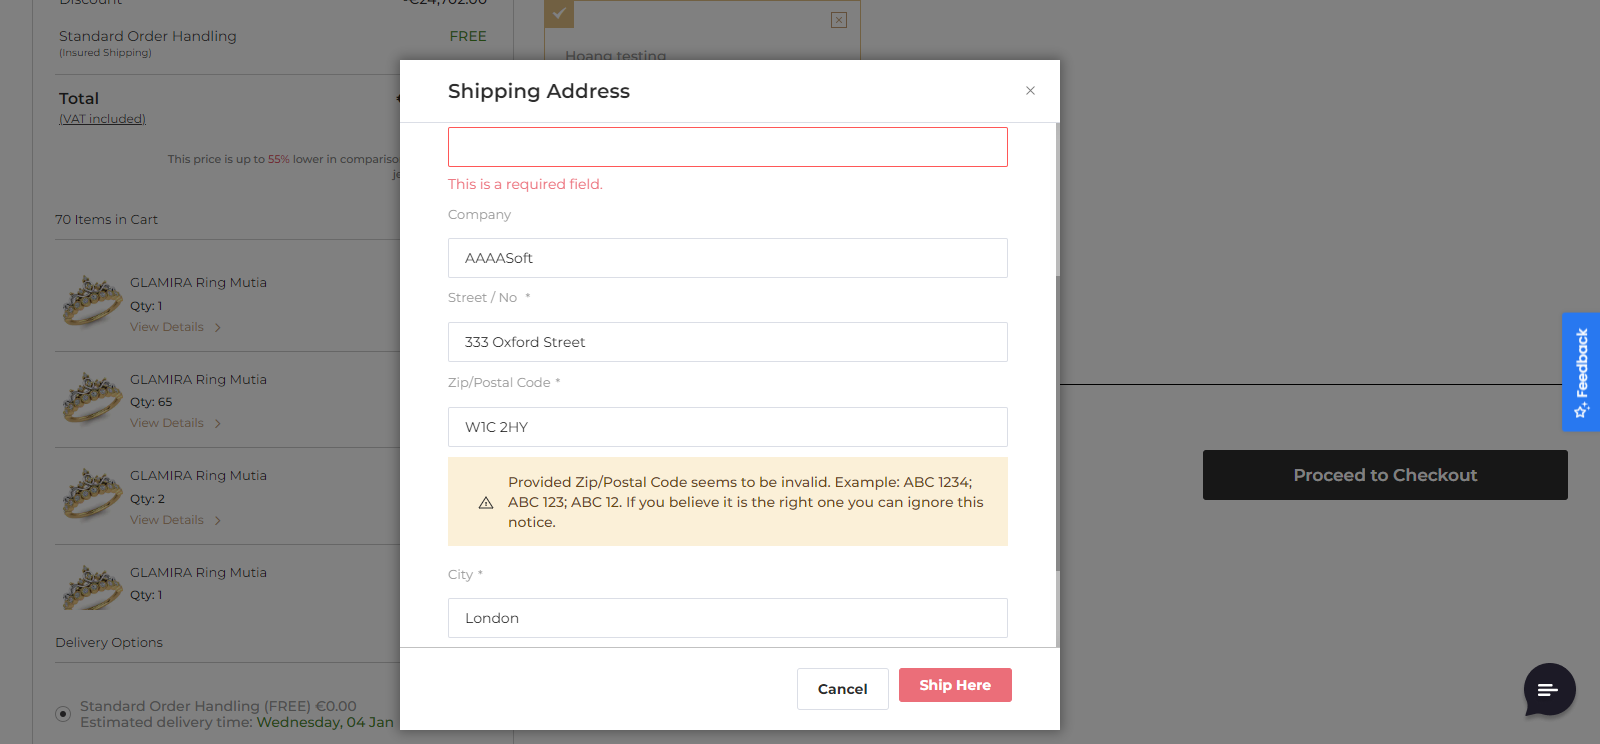 Discount -€24,702.00
Standard Order Handling FREE
(Insured Shipping)
Total
(VAT included)
This price is up to 55% lower in compariso
je
70 Items in Cart
GLAMIRA Ring Mutia
Qty: 1
View Details
GLAMIRA Ring Mutia
Qty: 65
View Details
GLAMIRA Ring Mutia
Qty: 2
View Details
GLAMIRA Ring Mutia
Qty: 1
Delivery Options
Standard Order Handling (FREE) €0.00
Estimated delivery time: Wednesday, 04 Jan
Hoang testing
Shipping Address
This is a required field.
Company
AAAASoft
Street / No *
333 Oxford Street
Zip/Postal Code *
W1C 2HY
Provided Zip/Postal Code seems to be invalid. Example: ABC 1234;
ABC 123; ABC 12. If you believe it is the right one you can ignore this
notice.
City *
London
Cancel
Ship Here
Feedback
Proceed to Checkout